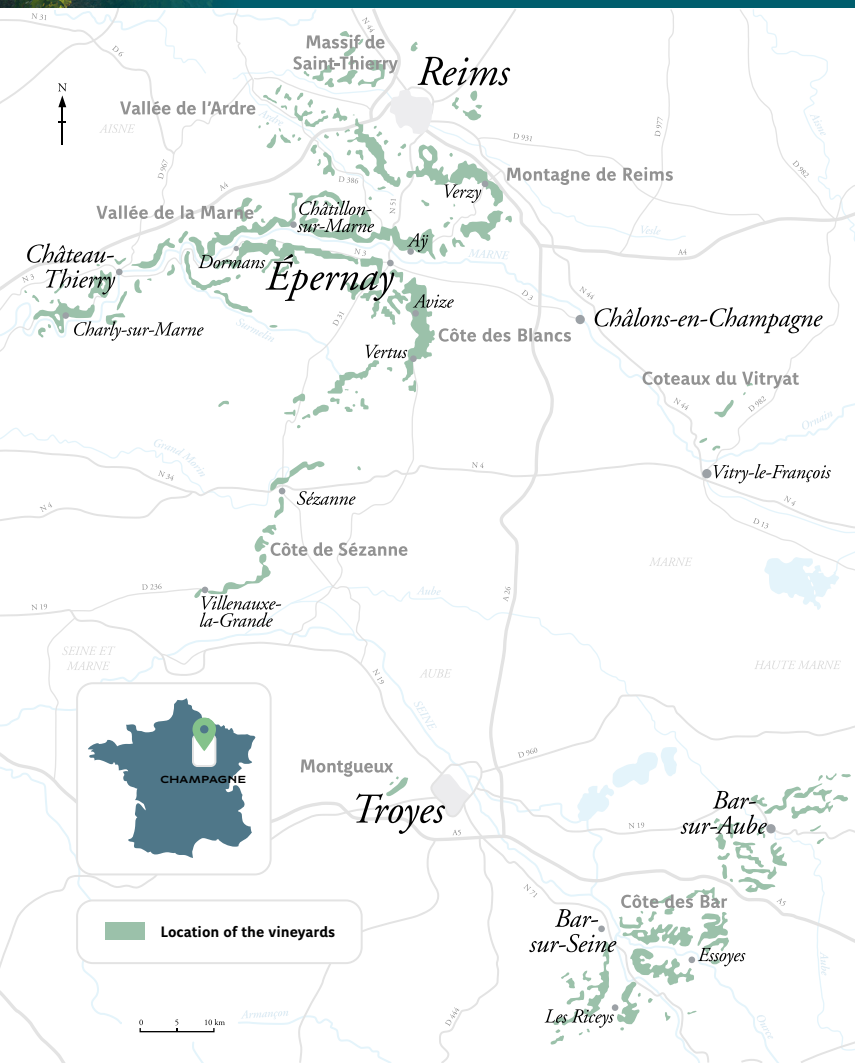 N 31
N 44
D 6
Massif de
Saint-Thierry
Reims
N
Vallée de l'Ardre
Ardre
AISNE
D 931
D 977
Aisne
D 982
D 967
A4
D 386
Montagne de Reims
Verzy
N 51
Vallée de la Marne
Châtillon-
sur-Marne
Aÿ
Vesle
A4
Château-
Thierry
N 3
Dormans
N 3
MARNE
Épernay
D 3
N 44
Avize
Charly-sur-Marne
Surmelin
D 31
Châlons-en-Champagne
Côte des Blancs
Vertus
Coteaux du Vitryat
N 44
D 982
Ornain
Grand Morin
N 34
N 4
Vitry-le-François
N 4
Sézanne
N 4
D 13
Côte de Sézanne
MARNE
D 236
Aube
A 26
N 19
Villenauxe-
la-Grande
SEINE ET
MARNE
N 19
AUBE
HAUTE MARNE
SEINE
CHAMPAGNE
Montgueux
D 960
Troyes
A5
N 19
Bar-
sur-Aube
N 71
Côte des Bar
A5
Location of the vineyards
Bar-
sur-Seine
Essoyes
Aube
Les Riceys
Armançon
D 444
Ource
0 5 10 km